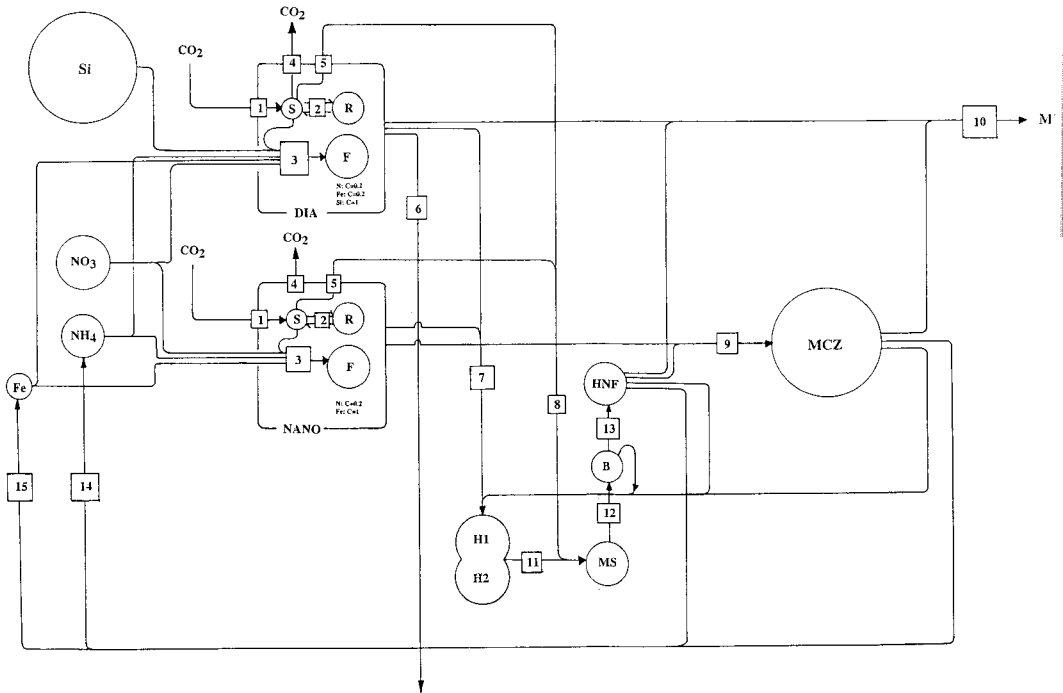 CO2
Si
CO2
4
5
1
S
2
R
3
F
N: C=0.2
Fe: C=0.2
Si: C=1
DIA
10
M
6
NO3
CO2
CO2
4
5
1
S
2
R
NH4
3
F
N: C=0.2
Fe: C=1
NANO
9
MCZ
Fe
7
8
HNF
13
B
15
14
12
H1
H2
11
MS